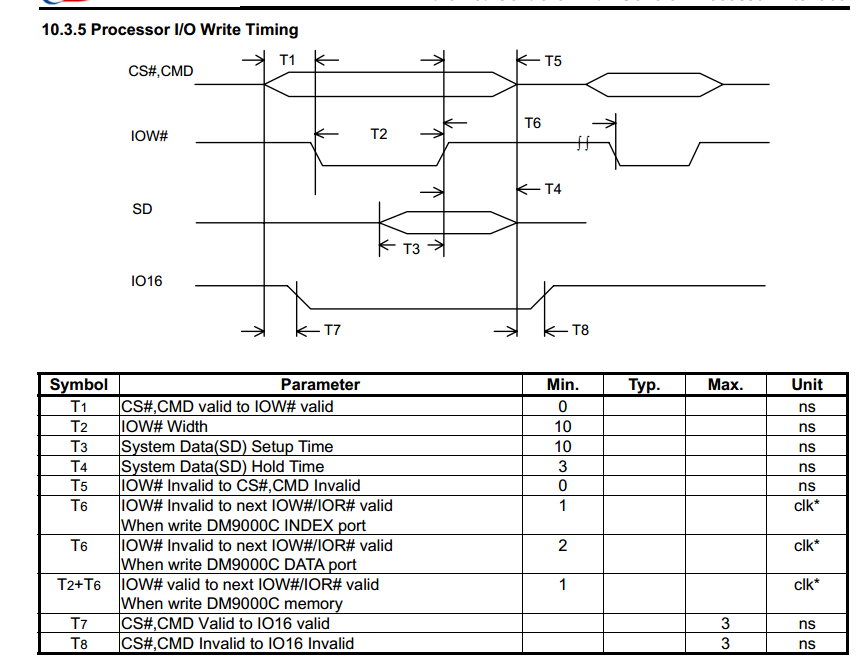 10.3.5 Processor I/O Write Timing
T1
T5
CS#,CMD
T6
T2
IOW#
T4
SD
T3
IO16
T7
T8
Symbol Parameter Min. Typ. Max. Unit
T1 CS#,CMD valid to IOW# valid 0 ns
T2 IOW# Width 10 ns
T3 System Data(SD) Setup Time 10 ns
T4 System Data(SD) Hold Time 3 ns
T5 IOW# Invalid to CS#,CMD Invalid 0 ns
T6 IOW# Invalid to next IOW#/IOR# valid 1 clk*
When write DM9000C INDEX port
T6 IOW# Invalid to next IOW#/IOR# valid 2 clk*
When write DM9000C DATA port
T2+T6 IOW# valid to next IOW#/IOR# valid 1 clk*
When write DM9000C memory
T7 CS#,CMD Valid to IO16 valid 3 ns
T8 CS#,CMD Invalid to IO16 Invalid 3 ns